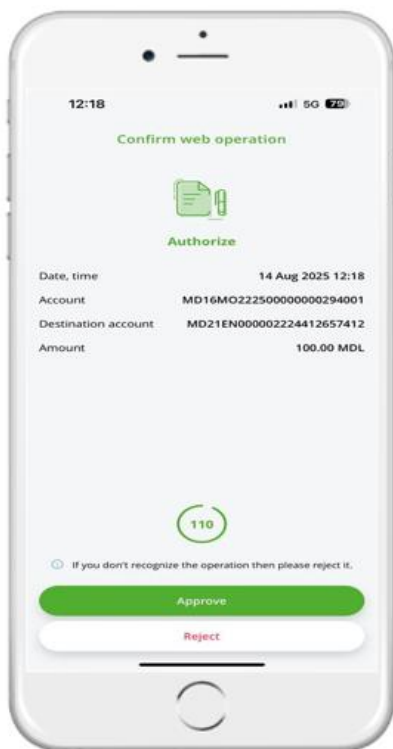 12:18 5G 79
Confirm web operation
Authorize
Date, time 14 Aug 2025 12:18
Account MD16MO2225000000000294001
Destination account MD21EN000002224412657412
Amount 100.00 MDL
110
If you don't recognize the operation then please reject it.
Approve
Reject